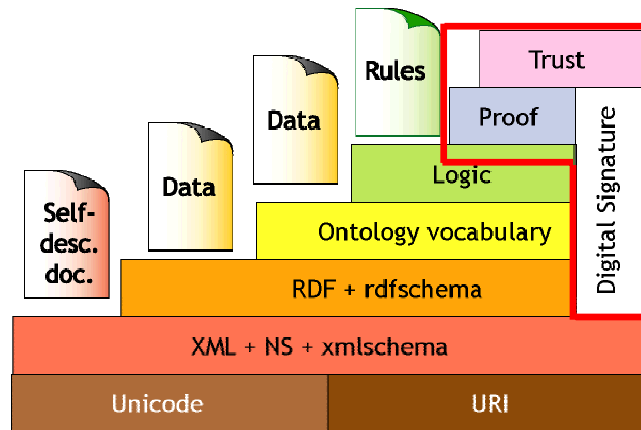 Rules
Trust
Data
Proof
Data
Logic
Self-
desc.
doc.
Ontology vocabulary
Digital Signature
RDF + rdfschema
XML + NS + xmlschema
Unicode
URI